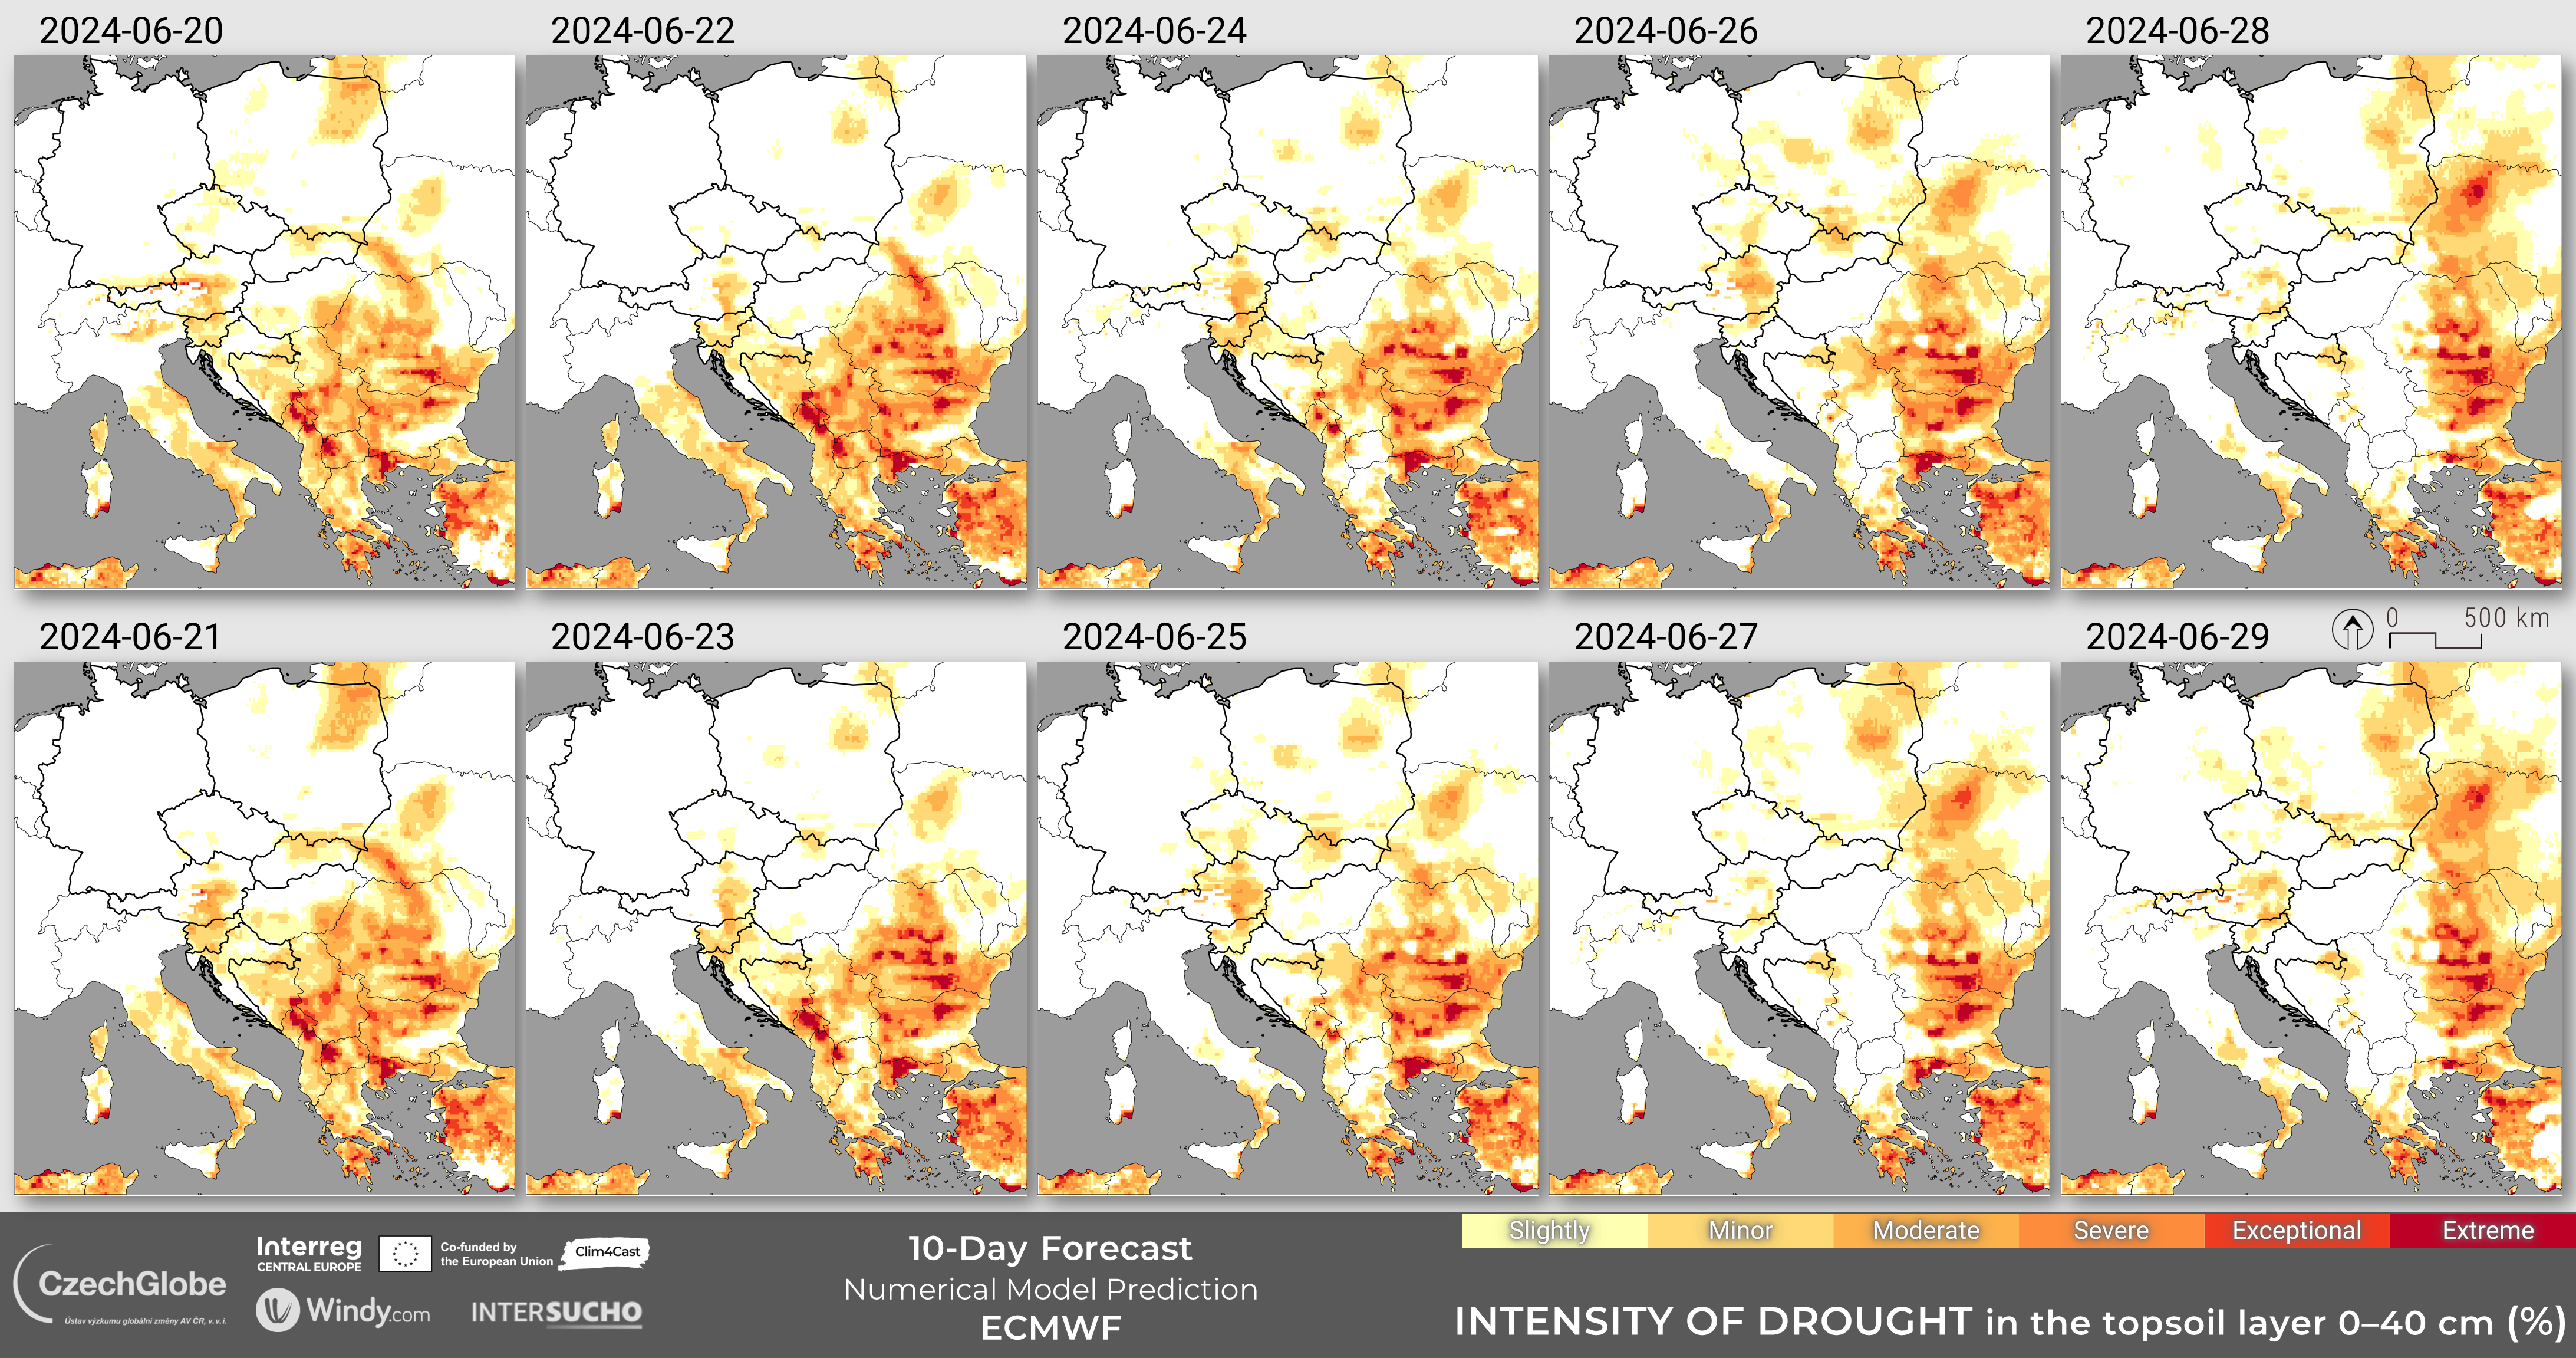 2024-06-20
2024-06-22
2024-06-24
2024-06-26
2024-06-28
0 500 km
2024-06-21
2024-06-23
2024-06-25
2024-06-27
2024-06-29
Slightly Minor Moderate Severe Exceptional Extreme
CzechGlobe
Ústav výzkumu globální změny AV ČR, v. v. i.
Interreg
CENTRAL EUROPE
Co-funded by
the European Union
Clim4Cast
Windy.com
INTERSUCHO
10-Day Forecast
Numerical Model Prediction
ECMWF
INTENSITY OF DROUGHT in the topsoil layer 0–40 cm (%)